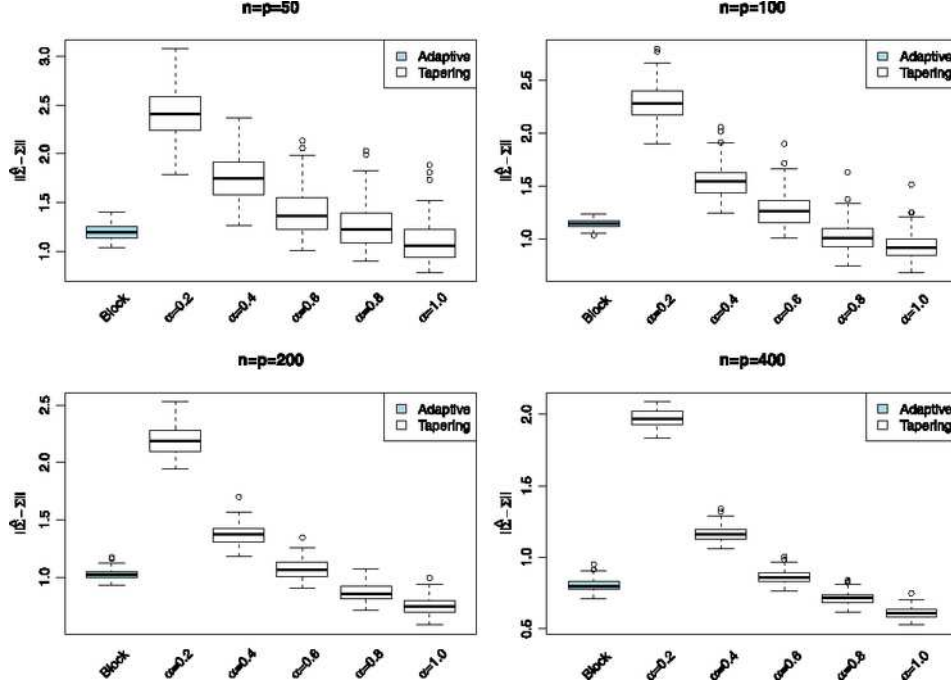 n=p=50
3.0
2.5
2.0
1.5
1.0
||Σ̂−Σ||
Adaptive
Tapering
Block
α=0.2
α=0.4
α=0.6
α=0.8
α=1.0
n=p=100
2.5
2.0
1.5
1.0
||Σ̂−Σ||
Adaptive
Tapering
Block
α=0.2
α=0.4
α=0.6
α=0.8
α=1.0
n=p=200
2.5
2.0
1.5
1.0
||Σ̂−Σ||
Adaptive
Tapering
Block
α=0.2
α=0.4
α=0.6
α=0.8
α=1.0
n=p=400
2.0
1.5
1.0
0.5
||Σ̂−Σ||
Adaptive
Tapering
Block
α=0.2
α=0.4
α=0.6
α=0.8
α=1.0